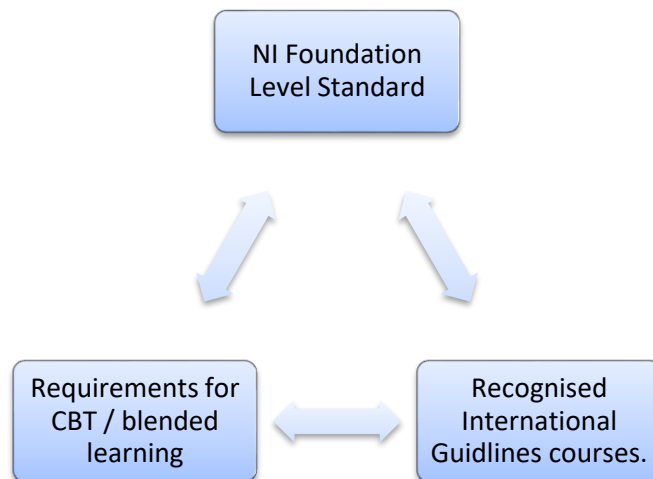 NI Foundation
Level Standard
Requirements for
CBT / blended
learning
Recognised
International
Guidlines courses.